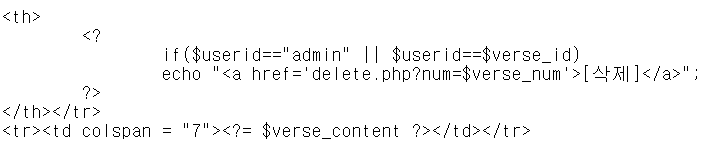 <th>
<?
if($userid=="admin" || $userid==$verse_id)
echo "<a href='delete.php?num=$verse_num'>[삭제]</a>";
?>
</th></tr>
<tr><td colspan = "7"><?= $verse_content ?></td></tr>